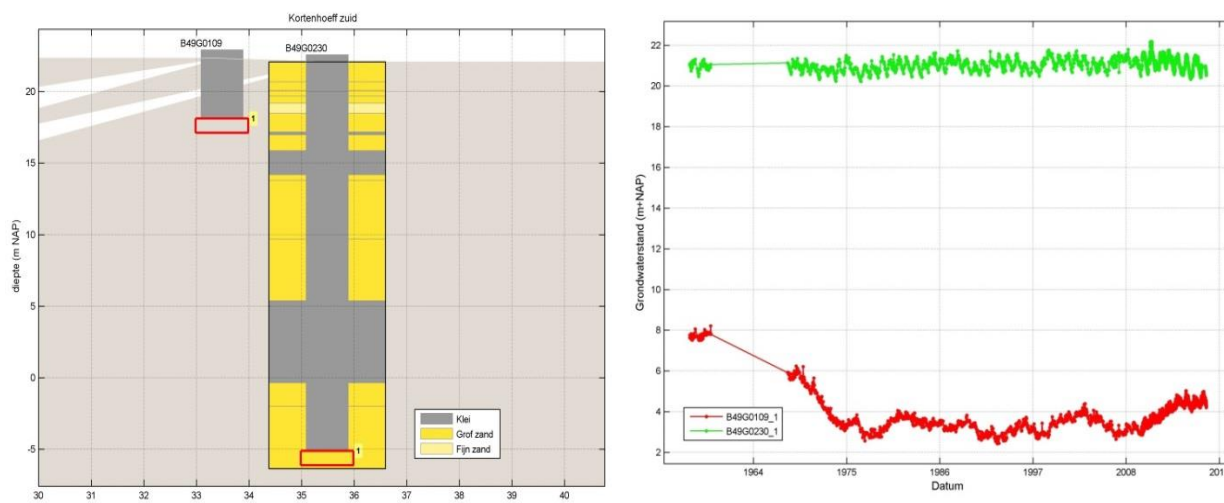 Kortenhoeff zuid
B49G0109
B49G0230
1
1
20
15
10
5
0
-5
diepte (m NAP)
Klei
Grof zand
Fijn zand
30 31 32 33 34 35 36 37 38 39 40
22
20
18
16
14
12
10
8
6
4
2
Grondwaterstand (m+NAP)
B49G0109_1
B49G0230_1
1964 1975 1986 1997 2008 201
Datum